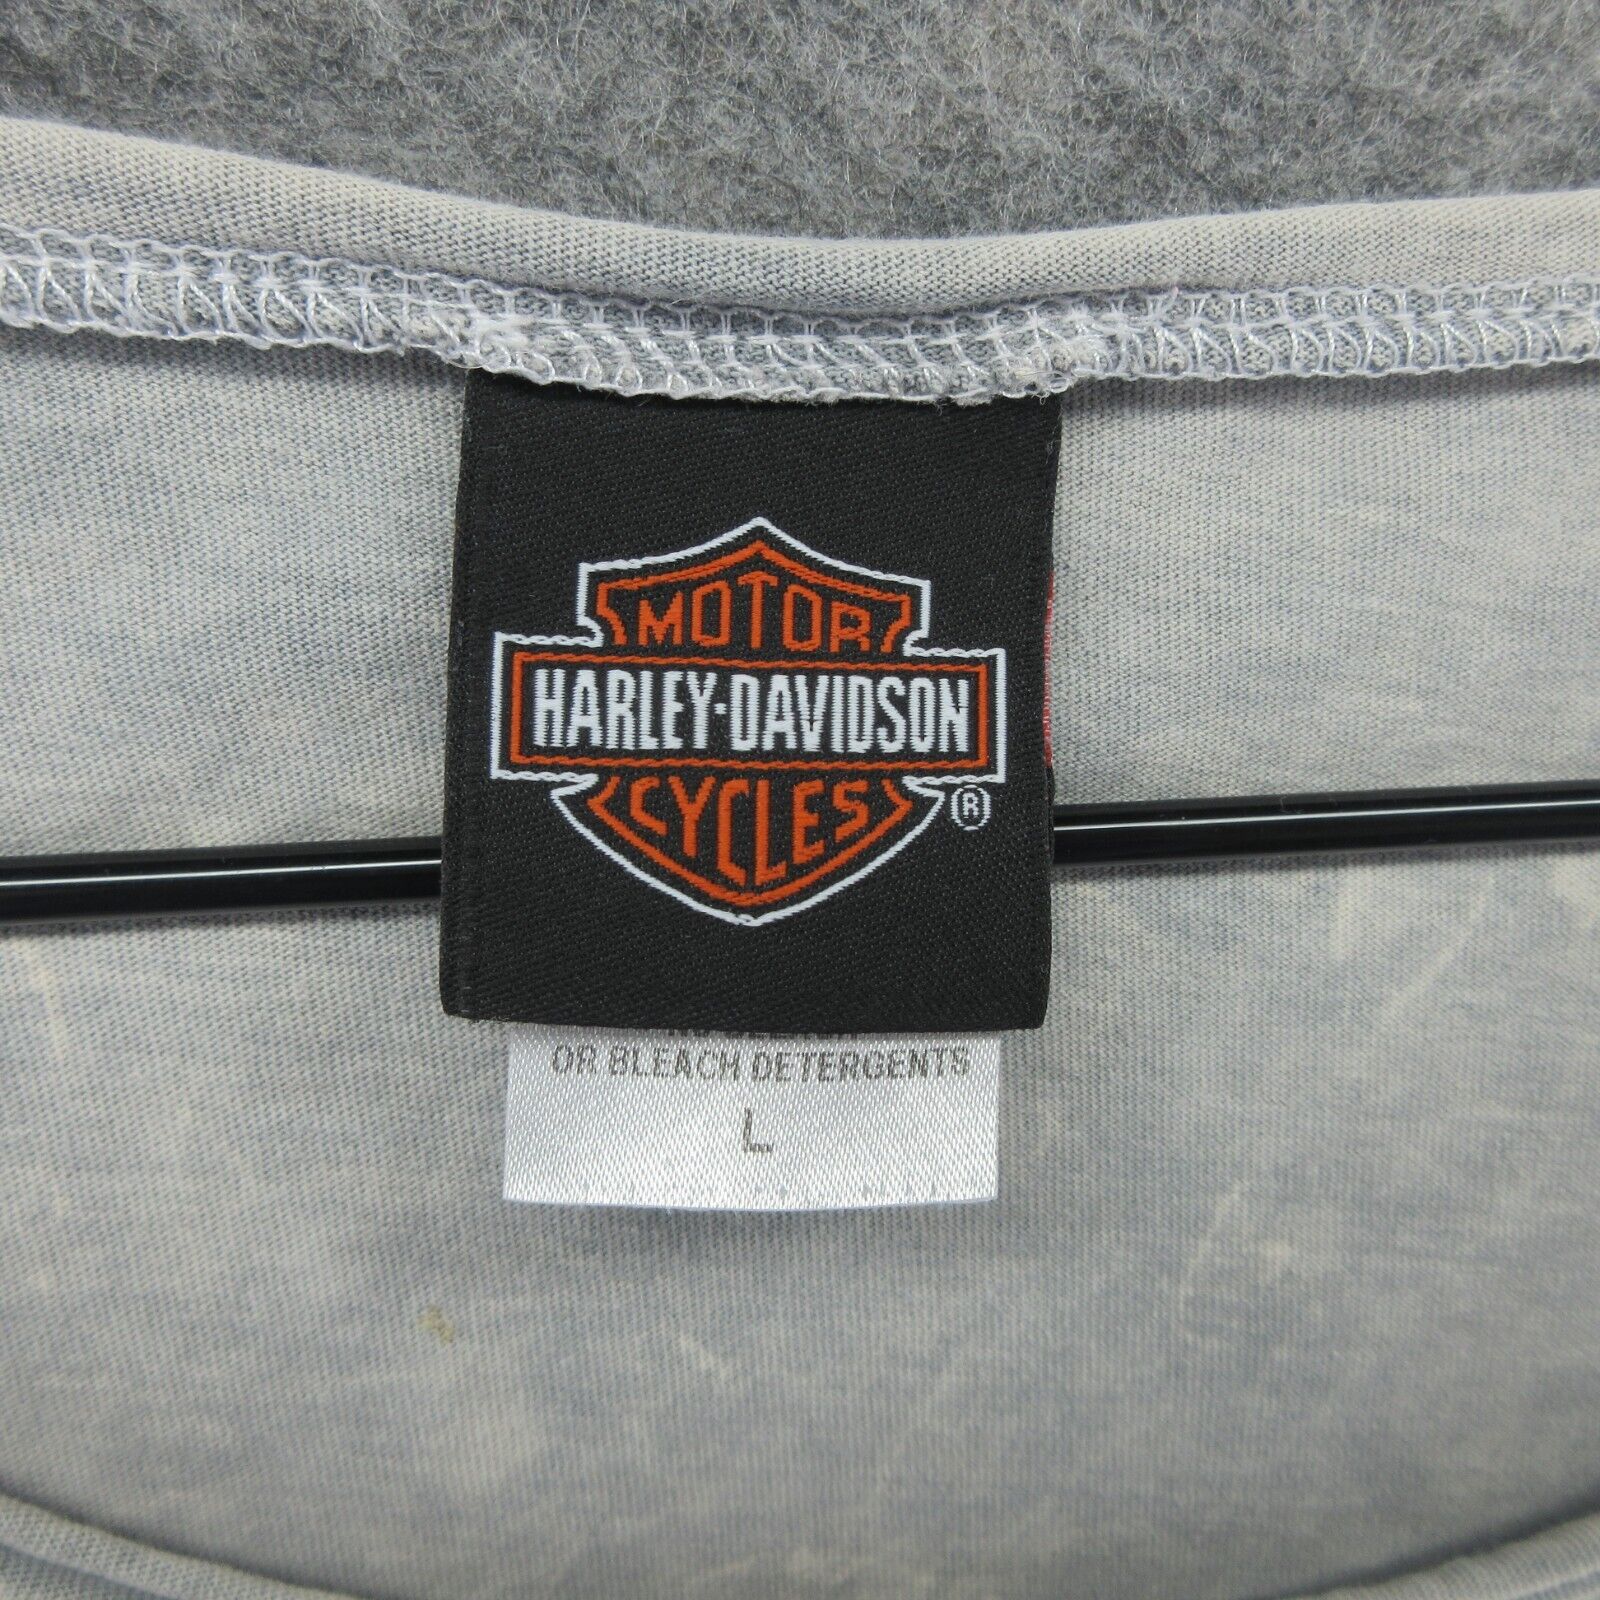 MOTOR
HARLEY-DAVIDSON
CYCLES
®
OR BLEACH DETERGENTS
L